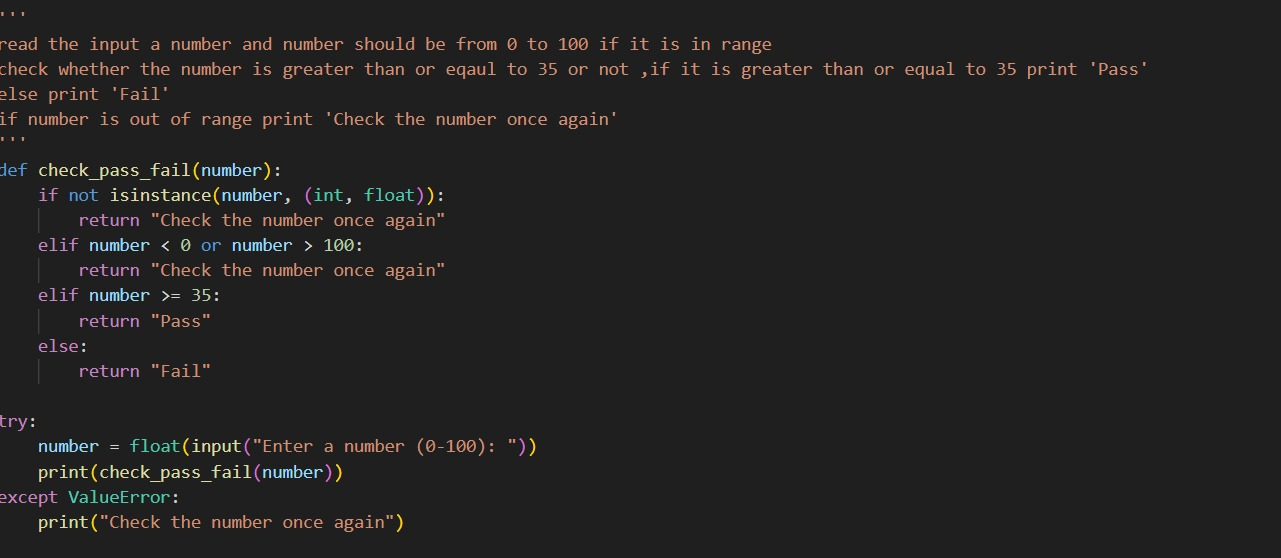 '''
read the input a number and number should be from 0 to 100 if it is in range
check whether the number is greater than or eqaul to 35 or not ,if it is greater than or equal to 35 print 'Pass'
else print 'Fail'
if number is out of range print 'Check the number once again'
'''
def check_pass_fail(number):
    if not isinstance(number, (int, float)):
        return "Check the number once again"
    elif number < 0 or number > 100:
        return "Check the number once again"
    elif number >= 35:
        return "Pass"
    else:
        return "Fail"

try:
    number = float(input("Enter a number (0-100): "))
    print(check_pass_fail(number))
except ValueError:
    print("Check the number once again")